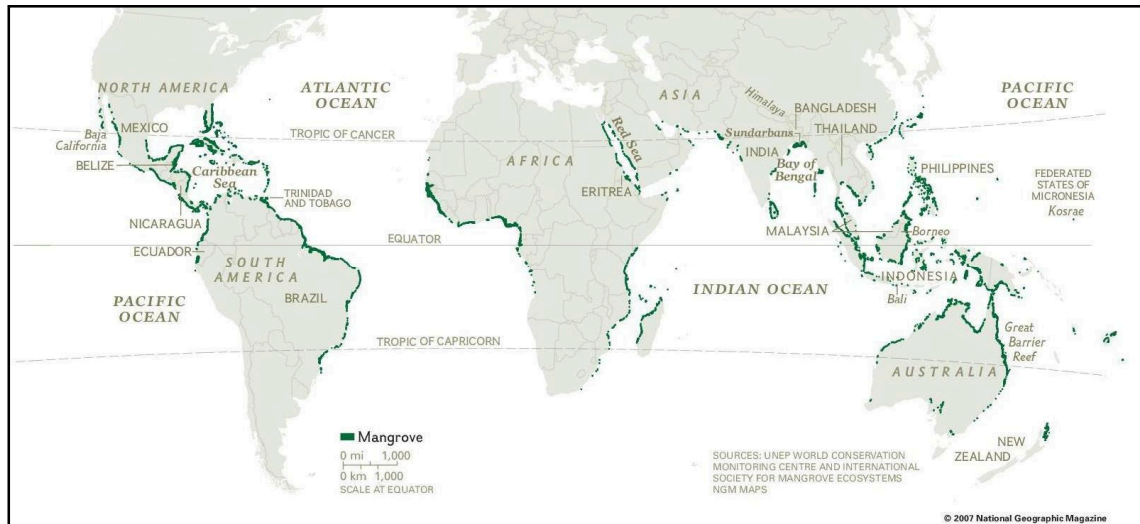 NORTH AMERICA
ATLANTIC
OCEAN
ASIA
Himalaya
BANGLADESH
PACIFIC
OCEAN
MEXICO
Baja
California
TROPIC OF CANCER
Red Sea
Sundarbans
THAILAND
BELIZE
Caribbean
Sea
AFRICA
INDIA
Bay of
Bengal
PHILIPPINES
FEDERATED
STATES OF
MICRONESIA
Kosrae
TRINIDAD
AND TOBAGO
ERITREA
NICARAGUA
MALAYSIA
Borneo
ECUADOR
EQUATOR
SOUTH
AMERICA
INDONESIA
PACIFIC
OCEAN
BRAZIL
INDIAN OCEAN
Bali
TROPIC OF CAPRICORN
Great
Barrier
Reef
AUSTRALIA
Mangrove
0 mi 1,000
0 km 1,000
SCALE AT EQUATOR
NEW
ZEALAND
SOURCES: UNEP WORLD CONSERVATION
MONITORING CENTRE AND INTERNATIONAL
SOCIETY FOR MANGROVE ECOSYSTEMS
NGM MAPS
© 2007 National Geographic Magazine